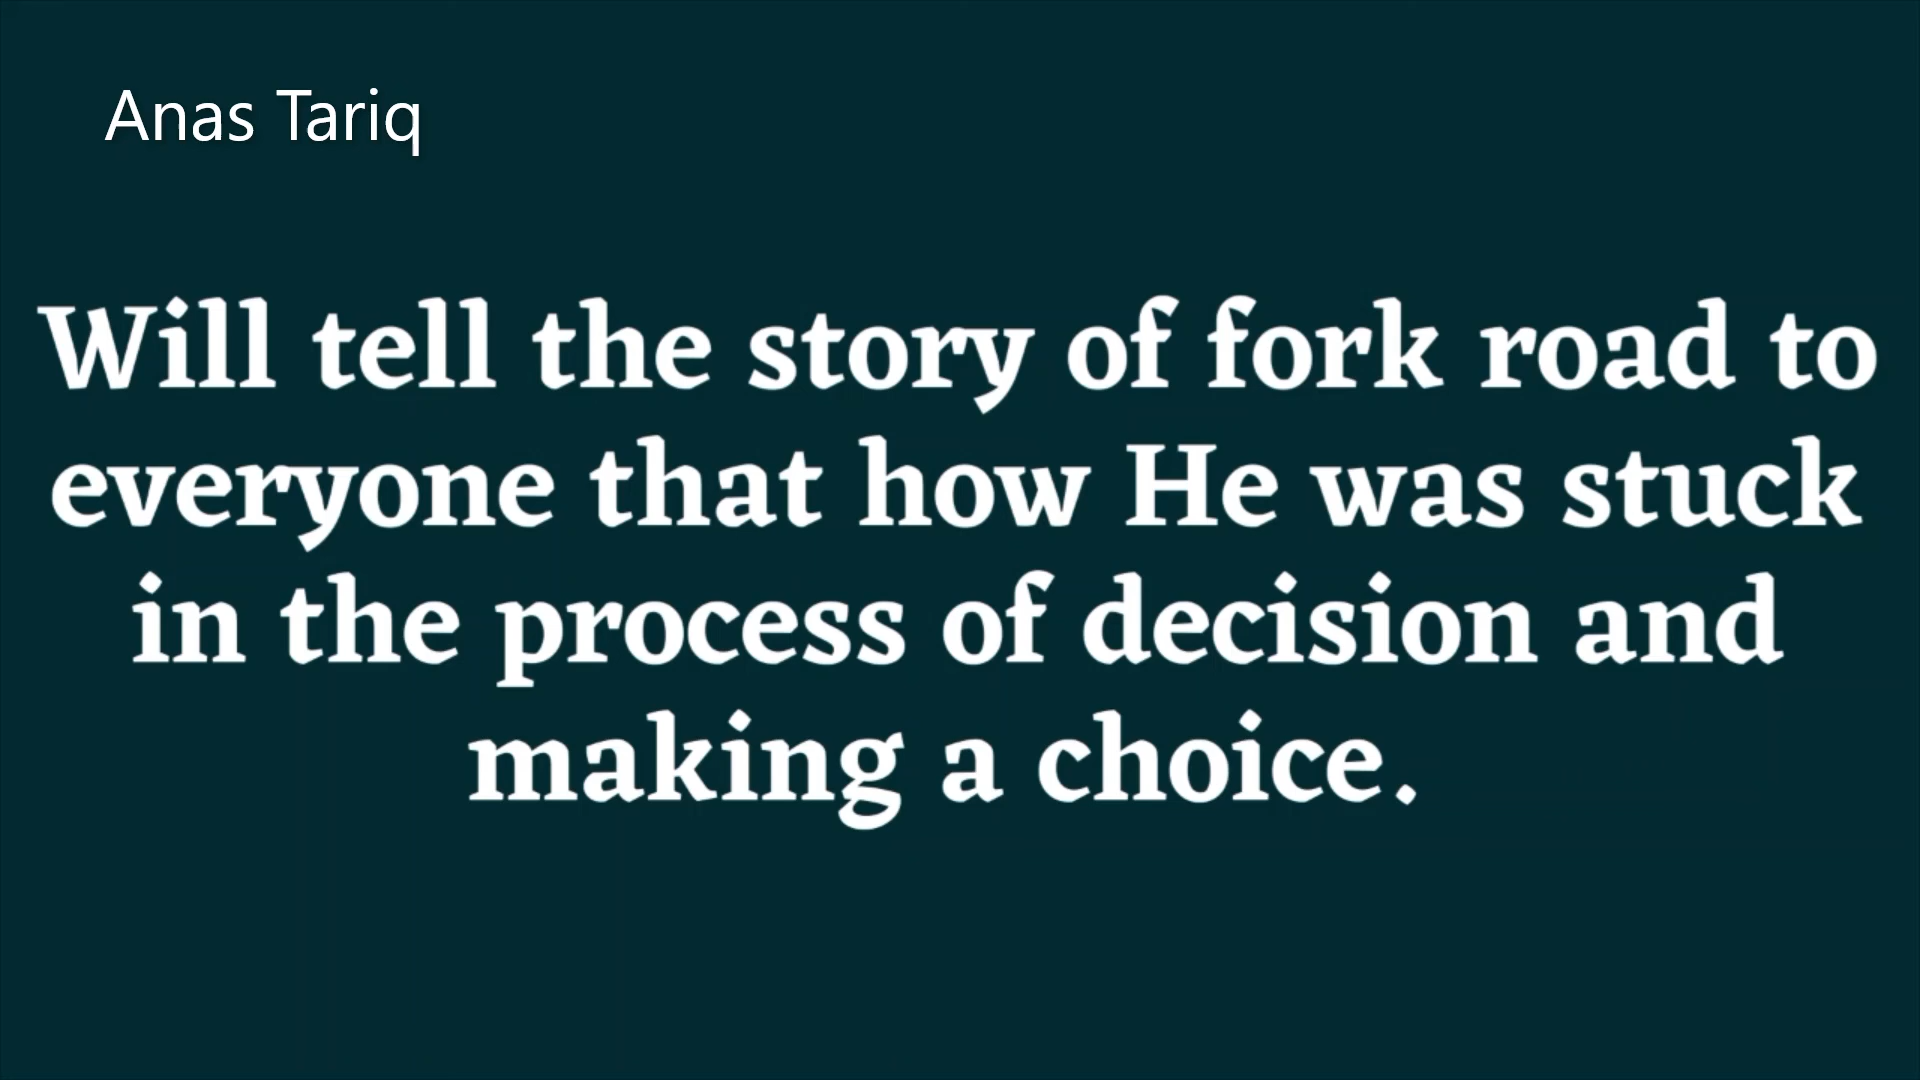 Anas Tariq
Will tell the story of fork road to
everyone that how He was stuck
in the process of decision and
making a choice.